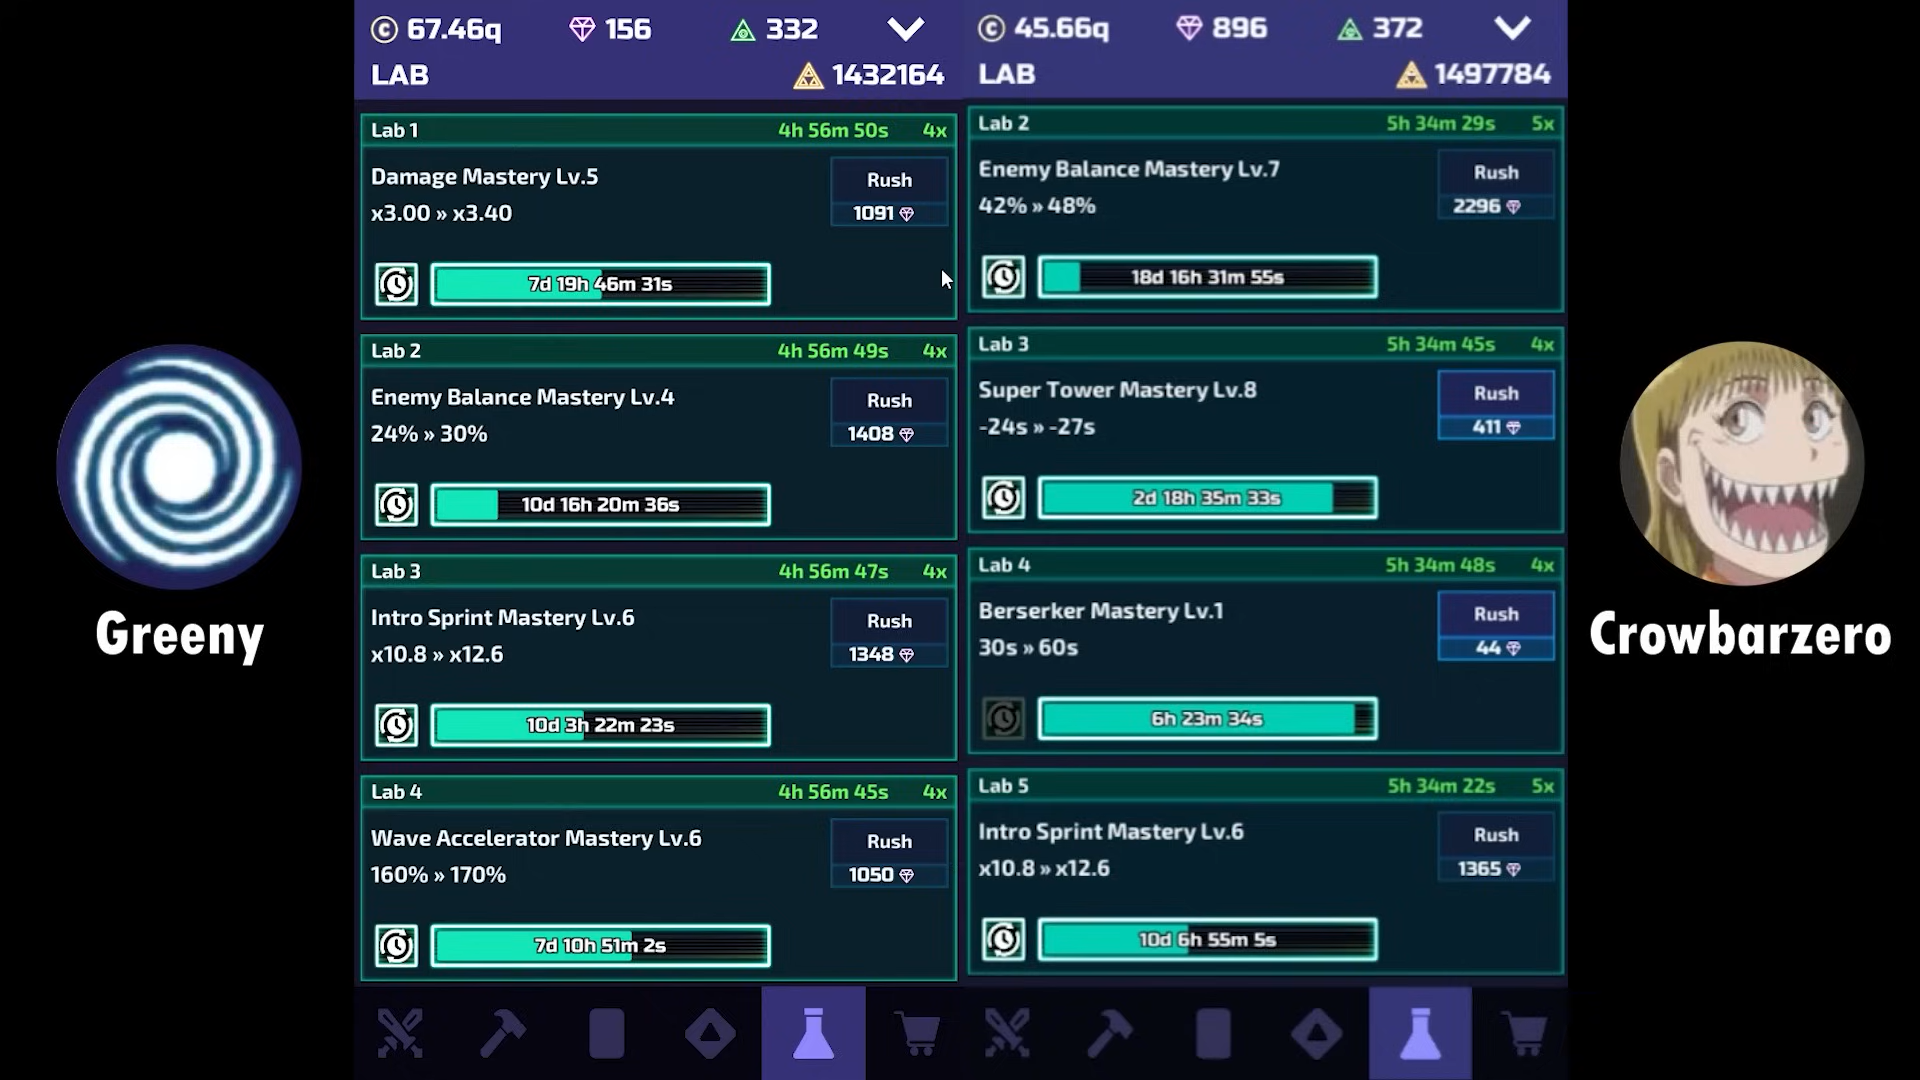 67.46q 156 332
LAB 1432164
Lab 1 4h 56m 50s 4x
Damage Mastery Lv.5 Rush
x3.00 » x3.40 1091
7d 19h 46m 31s
Lab 2 4h 56m 49s 4x
Enemy Balance Mastery Lv.4 Rush
24% » 30% 1408
10d 16h 20m 36s
Lab 3 4h 56m 47s 4x
Intro Sprint Mastery Lv.6 Rush
x10.8 » x12.6 1348
10d 3h 22m 23s
Lab 4 4h 56m 45s 4x
Wave Accelerator Mastery Lv.6 Rush
160% » 170% 1050
7d 10h 51m 2s
45.66q 896 372
LAB 1497784
Lab 2 5h 34m 29s 5x
Enemy Balance Mastery Lv.7 Rush
42% » 48% 2296
18d 16h 31m 55s
Lab 3 5h 34m 45s 4x
Super Tower Mastery Lv.8 Rush
-24s » -27s 411
2d 18h 35m 33s
Lab 4 5h 34m 48s 4x
Berserker Mastery Lv.1 Rush
30s » 60s 44
6h 23m 34s
Lab 5 5h 34m 22s 5x
Intro Sprint Mastery Lv.6 Rush
x10.8 » x12.6 1365
10d 6h 55m 5s
Greeny
Crowbarzero